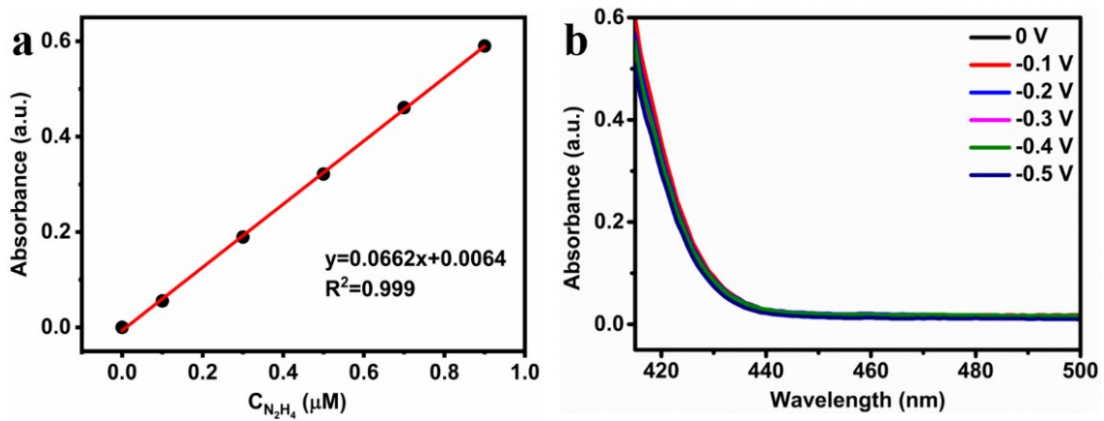 a
0.6
0.4
0.2
0.0
Absorbance (a.u.)
y=0.0662x+0.0064
R²=0.999
0.0 0.2 0.4 0.6 0.8 1.0
C_{N₂H₄} (μM)
b
0.6
0.4
0.2
0.0
Absorbance (a.u.)
0 V
-0.1 V
-0.2 V
-0.3 V
-0.4 V
-0.5 V
420 440 460 480 500
Wavelength (nm)